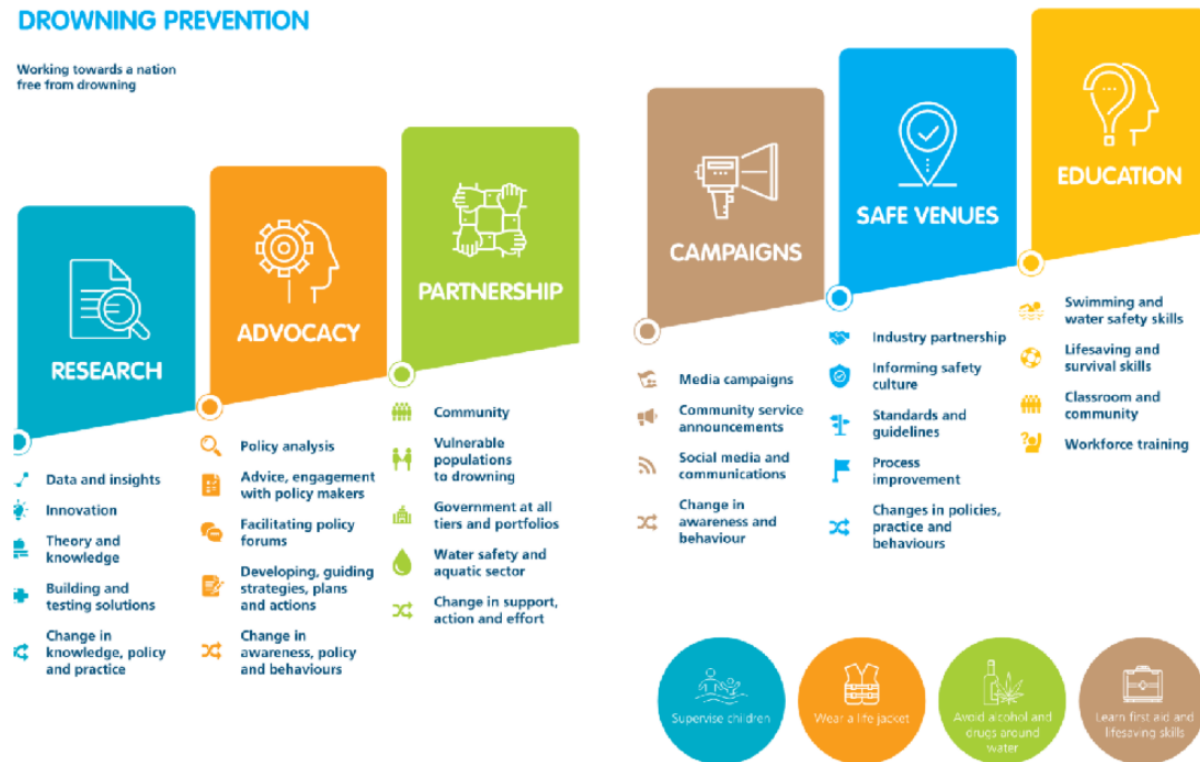 DROWNING PREVENTION
Working towards a nation
free from drowning
RESEARCH
Data and insights
Innovation
Theory and
knowledge
Building and
testing solutions
Change in
knowledge, policy
and practice
ADVOCACY
Policy analysis
Advice, engagement
with policy makers
Facilitating policy
forums
Developing, guiding
strategies, plans
and actions
Change in
awareness, policy
and behaviours
PARTNERSHIP
Community
Vulnerable
populations
to drowning
Government at all
tiers and portfolios
Water safety and
aquatic sector
Change in support,
action and effort
CAMPAIGNS
Media campaigns
Community service
announcements
Social media and
communications
Change in
awareness and
behaviour
SAFE VENUES
Industry partnership
Informing safety
culture
Standards and
guidelines
Process
improvement
Changes in policies,
practice and
behaviours
EDUCATION
Swimming and
water safety skills
Lifesaving and
survival skills
Classroom and
community
Workforce training
Supervise children
Wear a life jacket
Avoid alcohol and
drugs around
water
Learn first aid and
lifesaving skills